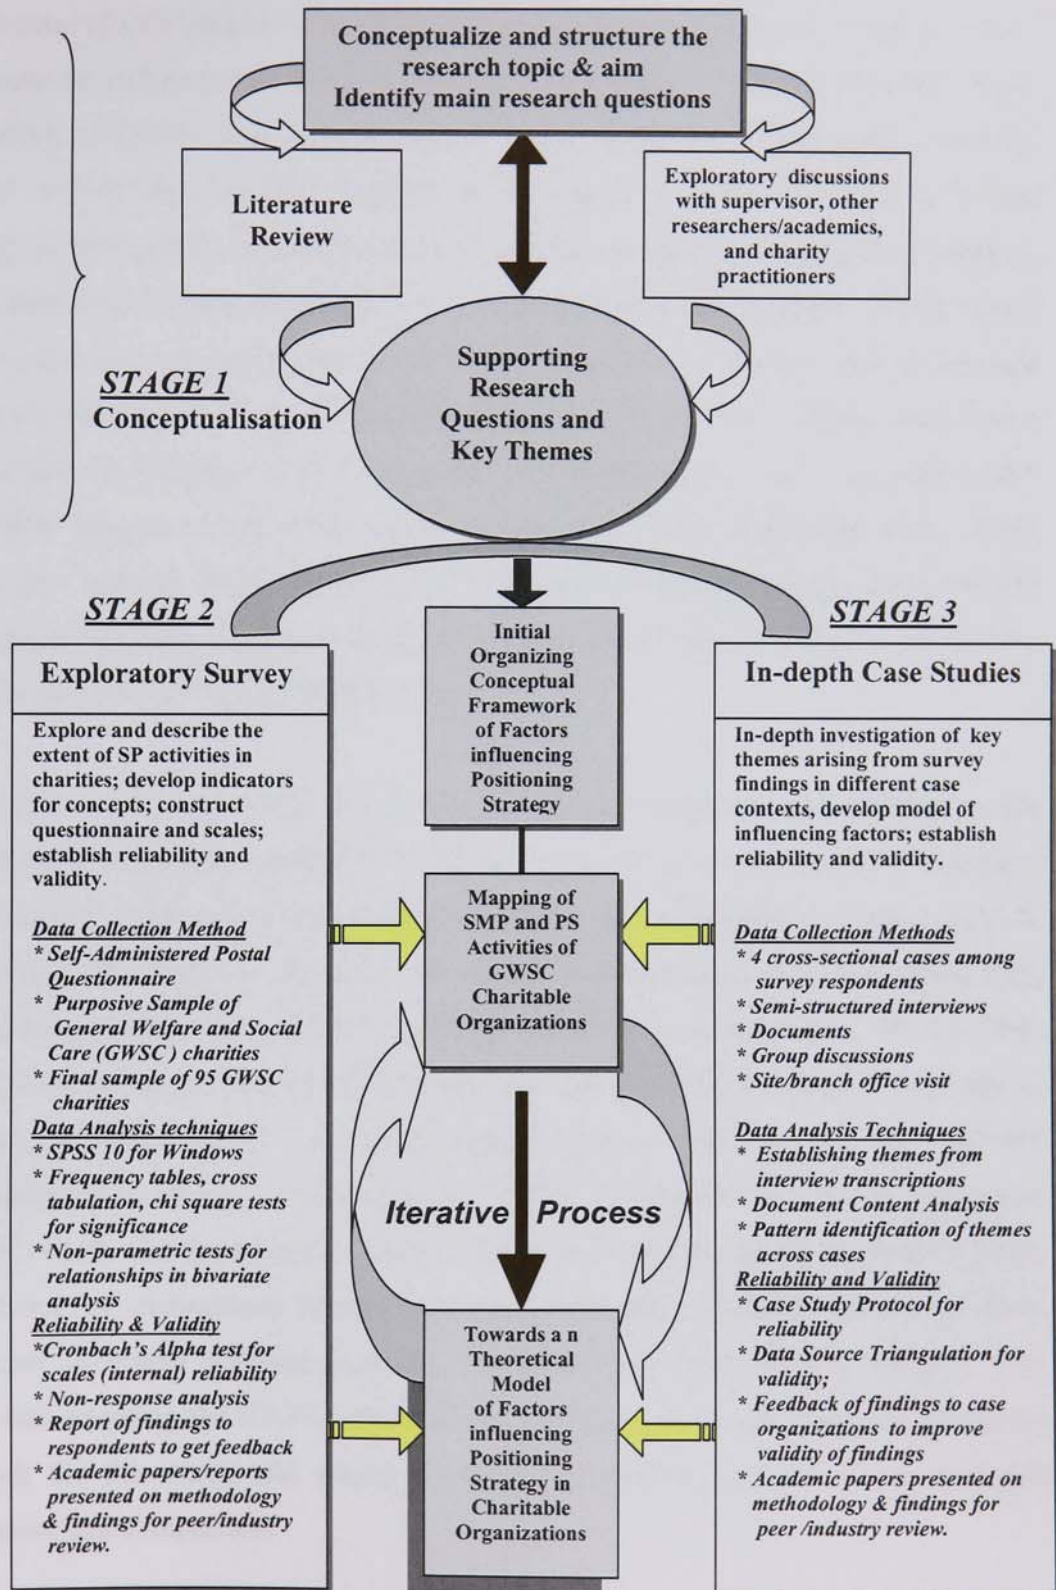 Conceptualize and structure the
research topic & aim
Identify main research questions
Literature
Review
Exploratory discussions
with supervisor, other
researchers/academics,
and charity
practitioners
Supporting
Research
Questions and
Key Themes
STAGE 1
Conceptualisation
STAGE 2
STAGE 3
Exploratory Survey
Explore and describe the
extent of SP activities in
charities; develop indicators
for concepts; construct
questionnaire and scales;
establish reliability and
validity.
Data Collection Method
* Self-Administered Postal
Questionnaire
* Purposive Sample of
General Welfare and Social
Care (GWSC ) charities
* Final sample of 95 GWSC
charities
Data Analysis techniques
* SPSS 10 for Windows
* Frequency tables, cross
tabulation, chi square tests
for significance
* Non-parametric tests for
relationships in bivariate
analysis
Reliability & Validity
*Cronbach's Alpha test for
scales (internal) reliability
* Non-response analysis
* Report of findings to
respondents to get feedback
* Academic papers/reports
presented on methodology
& findings for peer/industry
review.
Initial
Organizing
Conceptual
Framework
of Factors
influencing
Positioning
Strategy
Mapping of
SMP and PS
Activities of
GWSC
Charitable
Organizations
Iterative Process
Towards a n
Theoretical
Model
of Factors
influencing
Positioning
Strategy in
Charitable
Organizations
In-depth Case Studies
In-depth investigation of key
themes arising from survey
findings in different case
contexts, develop model of
influencing factors; establish
reliability and validity.
Data Collection Methods
* 4 cross-sectional cases among
survey respondents
* Semi-structured interviews
* Documents
* Group discussions
* Site/branch office visit
Data Analysis Techniques
* Establishing themes from
interview transcriptions
* Document Content Analysis
* Pattern identification of themes
across cases
Reliability and Validity
* Case Study Protocol for
reliability
* Data Source Triangulation for
validity;
* Feedback of findings to case
organizations to improve
validity of findings
* Academic papers presented on
methodology & findings for
peer /industry review.